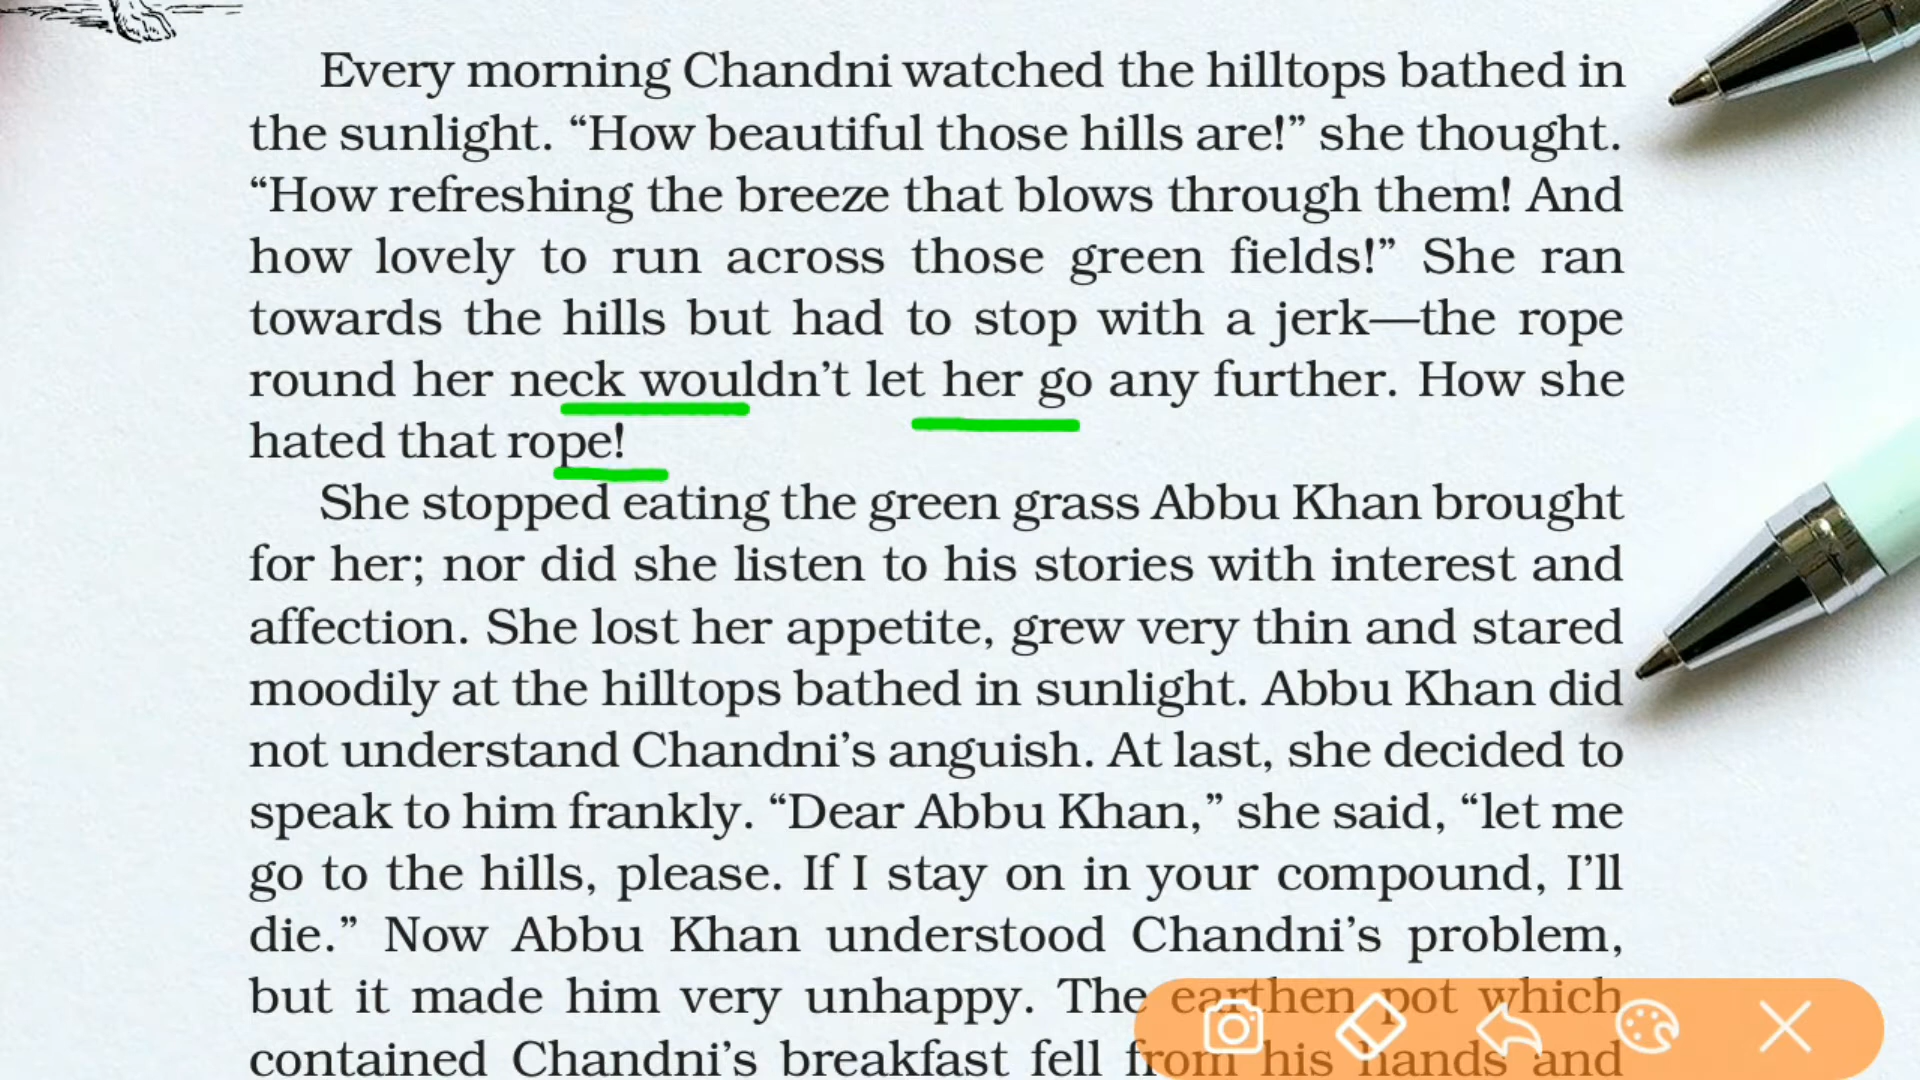 Every morning Chandni watched the hilltops bathed in
the sunlight. “How beautiful those hills are!” she thought.
“How refreshing the breeze that blows through them! And
how lovely to run across those green fields!” She ran
towards the hills but had to stop with a jerk—the rope
round her neck wouldn’t let her go any further. How she
hated that rope!
She stopped eating the green grass Abbu Khan brought
for her; nor did she listen to his stories with interest and
affection. She lost her appetite, grew very thin and stared
moodily at the hilltops bathed in sunlight. Abbu Khan did
not understand Chandni’s anguish. At last, she decided to
speak to him frankly. “Dear Abbu Khan,” she said, “let me
go to the hills, please. If I stay on in your compound, I’ll
die.” Now Abbu Khan understood Chandni’s problem,
but it made him very unhappy. The earthen pot which
contained Chandni’s breakfast fell from his hands and